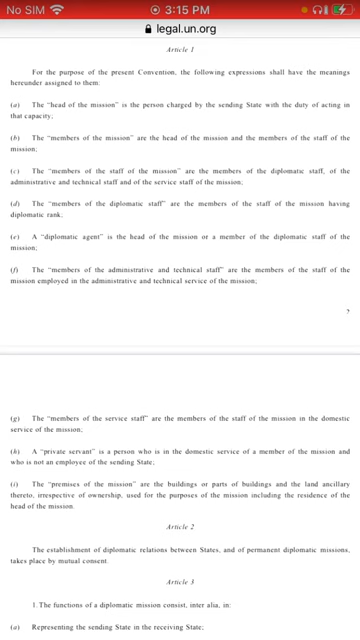 No SIM 3:15 PM
legal.un.org
Article 1
For the purpose of the present Convention, the following expressions shall have the meanings
hereunder assigned to them:
(a) The “head of the mission” is the person charged by the sending State with the duty of acting in
that capacity;
(b) The “members of the mission” are the head of the mission and the members of the staff of the
mission;
(c) The “members of the staff of the mission” are the members of the diplomatic staff, of the
administrative and technical staff and of the service staff of the mission;
(d) The “members of the diplomatic staff” are the members of the staff of the mission having
diplomatic rank;
(e) A “diplomatic agent” is the head of the mission or a member of the diplomatic staff of the
mission;
(f) The “members of the administrative and technical staff” are the members of the staff of the
mission employed in the administrative and technical service of the mission;
(g) The “members of the service staff” are the members of the staff of the mission in the domestic
service of the mission;
(h) A “private servant” is a person who is in the domestic service of a member of the mission and
who is not an employee of the sending State;
(i) The “premises of the mission” are the buildings or parts of buildings and the land ancillary
thereto, irrespective of ownership, used for the purposes of the mission including the residence of the
head of the mission.
Article 2
The establishment of diplomatic relations between States, and of permanent diplomatic missions,
takes place by mutual consent.
Article 3
1. The functions of a diplomatic mission consist, inter alia, in:
(a) Representing the sending State in the receiving State;